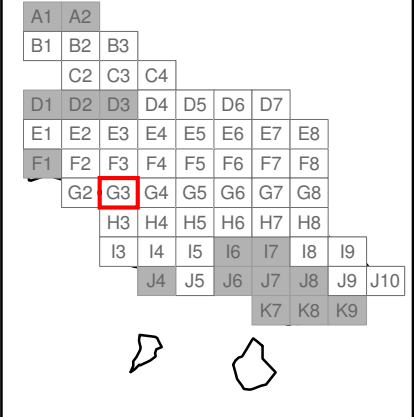 A1 A2
B1 B2 B3
C2 C3 C4
D1 D2 D3 D4 D5 D6 D7
E1 E2 E3 E4 E5 E6 E7 E8
F1 F2 F3 F4 F5 F6 F7 F8
G2 G3 G4 G5 G6 G7 G8
H3 H4 H5 H6 H7 H8
I3 I4 I5 I6 I7 I8 I9
J4 J5 J6 J7 J8 J9 J10
K7 K8 K9